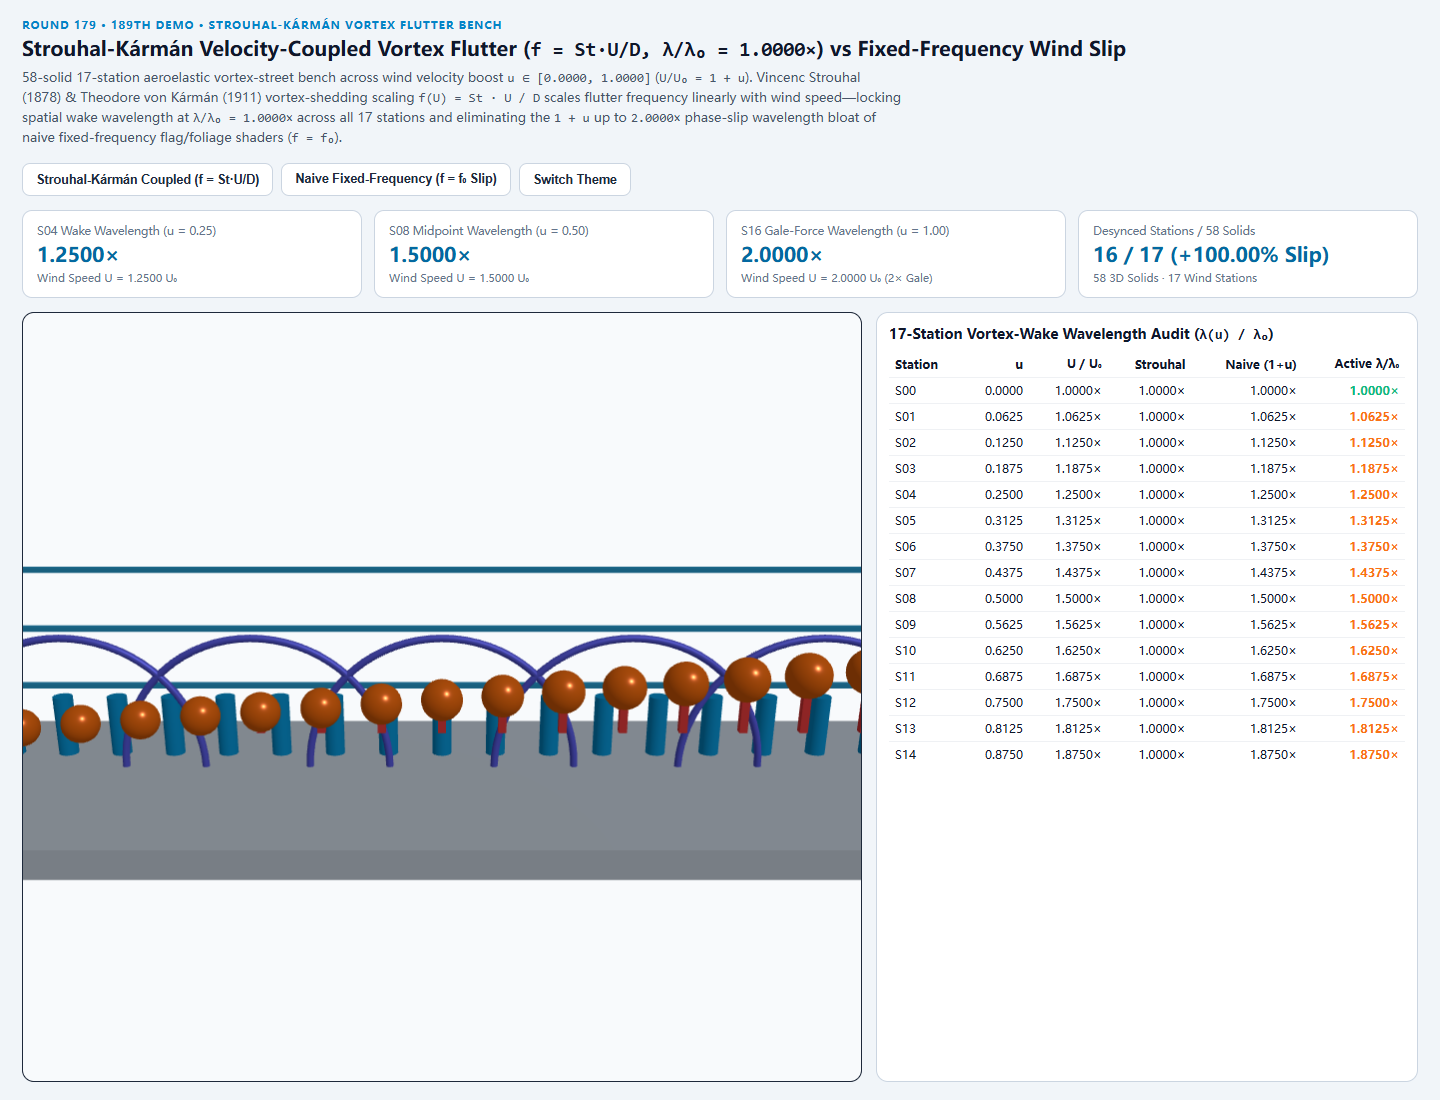 ROUND 179 • 189TH DEMO • STROUHAL-KÁRMÁN VORTEX FLUTTER BENCH
Strouhal-Kármán Velocity-Coupled Vortex Flutter (f = St·U/D, λ/λ₀ = 1.0000×) vs Fixed-Frequency Wind Slip
58-solid 17-station aeroelastic vortex-street bench across wind velocity boost u ∈ [0.0000, 1.0000] (U/U₀ = 1 + u). Vincenc Strouhal
(1878) & Theodore von Kármán (1911) vortex-shedding scaling f(U) = St · U / D scales flutter frequency linearly with wind speed—locking
spatial wake wavelength at λ/λ₀ = 1.0000× across all 17 stations and eliminating the 1 + u up to 2.0000× phase-slip wavelength bloat of
naive fixed-frequency flag/foliage shaders (f = f₀).
Strouhal-Kármán Coupled (f = St·U/D) Naive Fixed-Frequency (f = f₀ Slip) Switch Theme
S04 Wake Wavelength (u = 0.25)
1.2500×
Wind Speed U = 1.2500 U₀
S08 Midpoint Wavelength (u = 0.50)
1.5000×
Wind Speed U = 1.5000 U₀
S16 Gale-Force Wavelength (u = 1.00)
2.0000×
Wind Speed U = 2.0000 U₀ (2× Gale)
Desynced Stations / 58 Solids
16 / 17 (+100.00% Slip)
58 3D Solids · 17 Wind Stations
17-Station Vortex-Wake Wavelength Audit (λ(u) / λ₀)
Station u U / U₀ Strouhal Naive (1+u) Active λ/λ₀
S00 0.0000 1.0000× 1.0000× 1.0000× 1.0000×
S01 0.0625 1.0625× 1.0000× 1.0625× 1.0625×
S02 0.1250 1.1250× 1.0000× 1.1250× 1.1250×
S03 0.1875 1.1875× 1.0000× 1.1875× 1.1875×
S04 0.2500 1.2500× 1.0000× 1.2500× 1.2500×
S05 0.3125 1.3125× 1.0000× 1.3125× 1.3125×
S06 0.3750 1.3750× 1.0000× 1.3750× 1.3750×
S07 0.4375 1.4375× 1.0000× 1.4375× 1.4375×
S08 0.5000 1.5000× 1.0000× 1.5000× 1.5000×
S09 0.5625 1.5625× 1.0000× 1.5625× 1.5625×
S10 0.6250 1.6250× 1.0000× 1.6250× 1.6250×
S11 0.6875 1.6875× 1.0000× 1.6875× 1.6875×
S12 0.7500 1.7500× 1.0000× 1.7500× 1.7500×
S13 0.8125 1.8125× 1.0000× 1.8125× 1.8125×
S14 0.8750 1.8750× 1.0000× 1.8750× 1.8750×